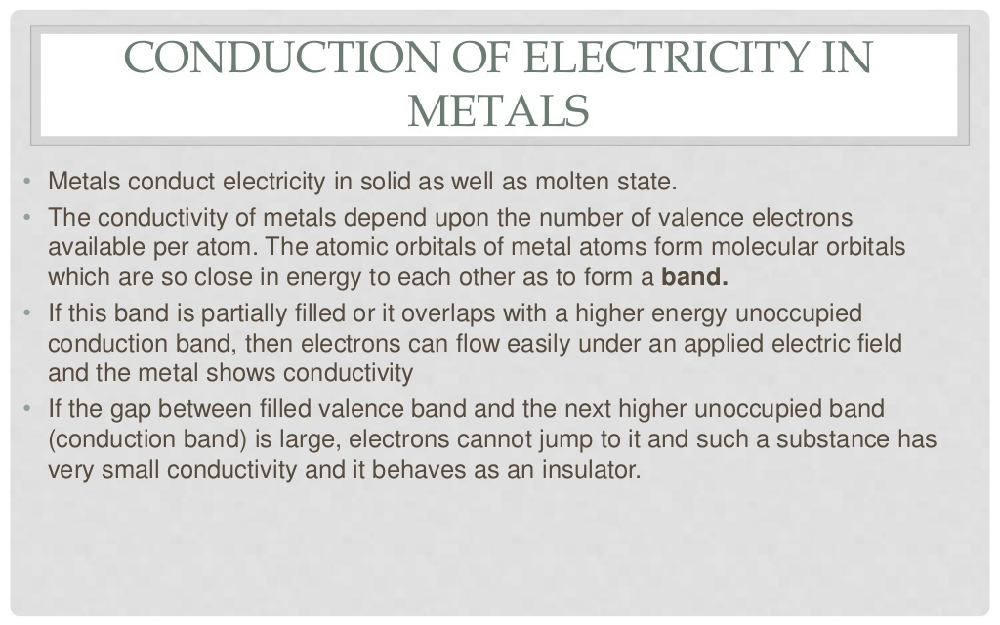 CONDUCTION OF ELECTRICITY IN
METALS
• Metals conduct electricity in solid as well as molten state.
• The conductivity of metals depend upon the number of valence electrons
available per atom. The atomic orbitals of metal atoms form molecular orbitals
which are so close in energy to each other as to form a band.
• If this band is partially filled or it overlaps with a higher energy unoccupied
conduction band, then electrons can flow easily under an applied electric field
and the metal shows conductivity
• If the gap between filled valence band and the next higher unoccupied band
(conduction band) is large, electrons cannot jump to it and such a substance has
very small conductivity and it behaves as an insulator.